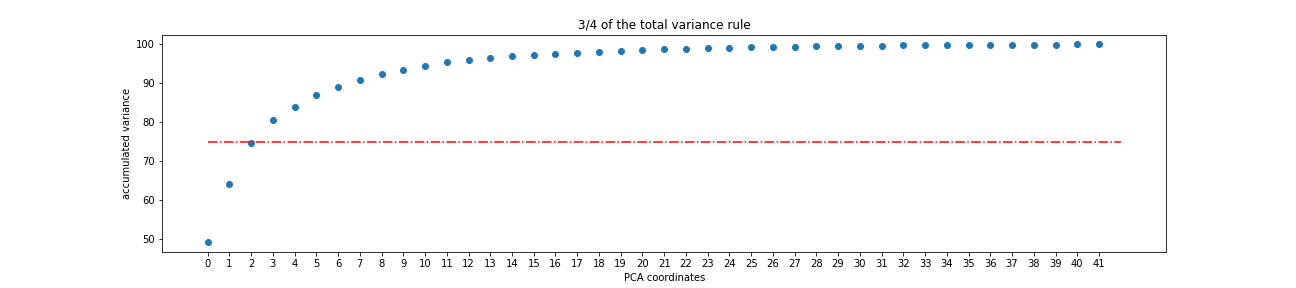 3/4 of the total variance rule
accumulated variance
100
90
80
70
60
50
0 1 2 3 4 5 6 7 8 9 10 11 12 13 14 15 16 17 18 19 20 21 22 23 24 25 26 27 28 29 30 31 32 33 34 35 36 37 38 39 40 41
PCA coordinates